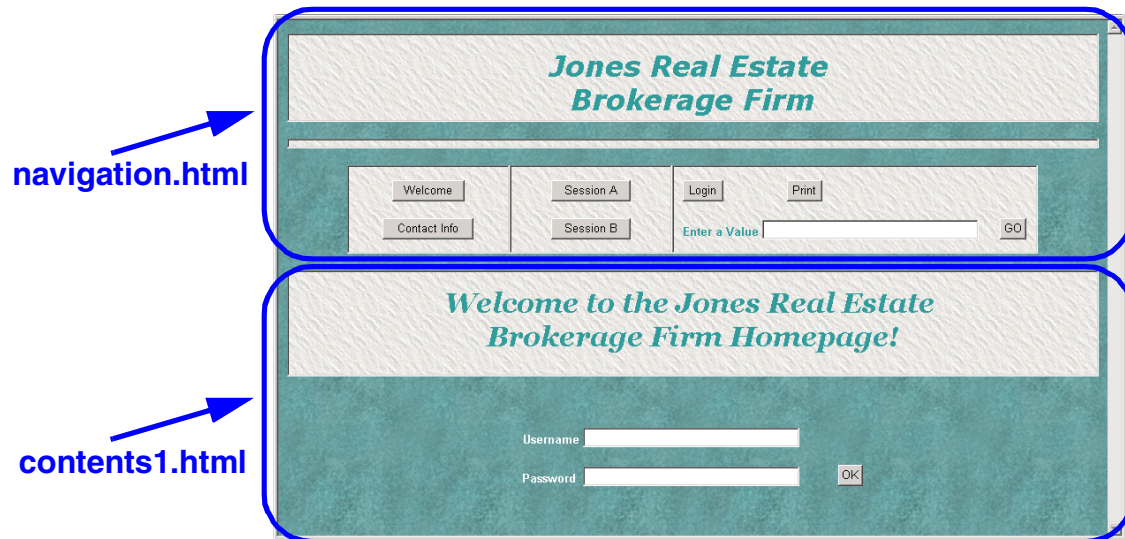 Jones Real Estate
Brokerage Firm
navigation.html
Welcome
Session A
Login
Print
Contact Info
Session B
Enter a Value
GO
Welcome to the Jones Real Estate
Brokerage Firm Homepage!
contents1.html
Username
Password
OK